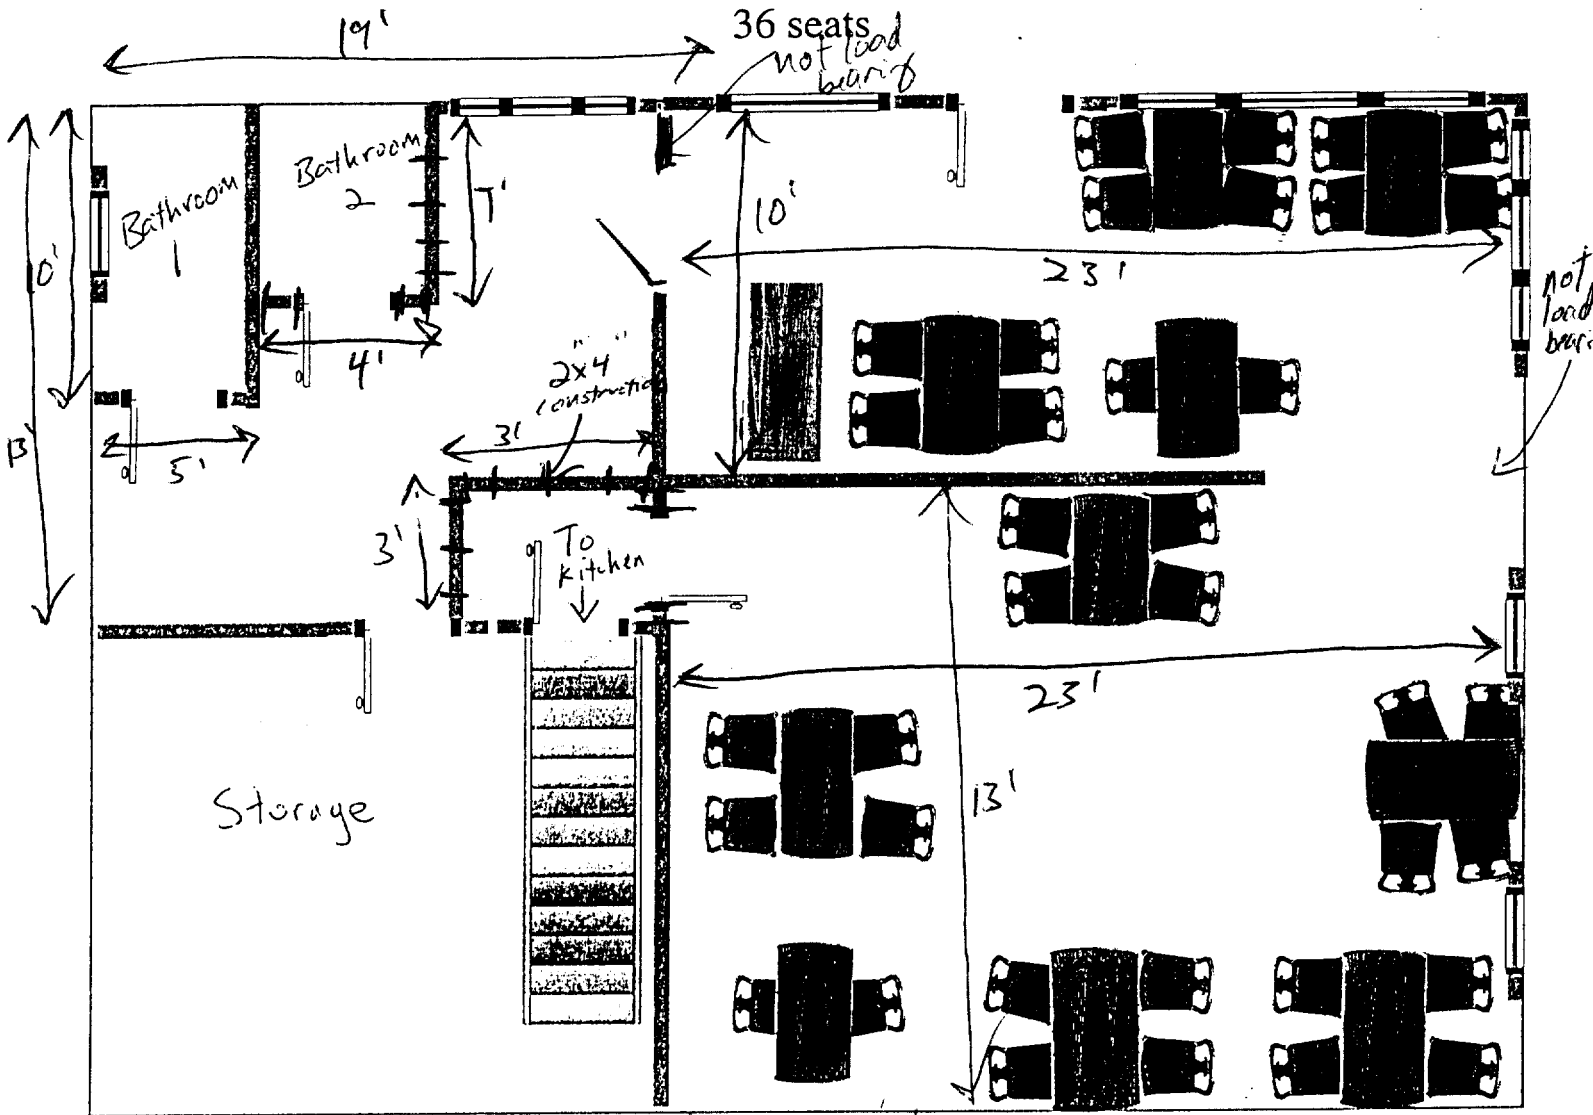 36 seats
19'
not load
bearing
Bathroom
1
Bathroom
2
7'
10'
10'
23'
not
load
4'
2x4"
construction
3'
13'
5'
3'
To
kitchen
23'
13'
Storage